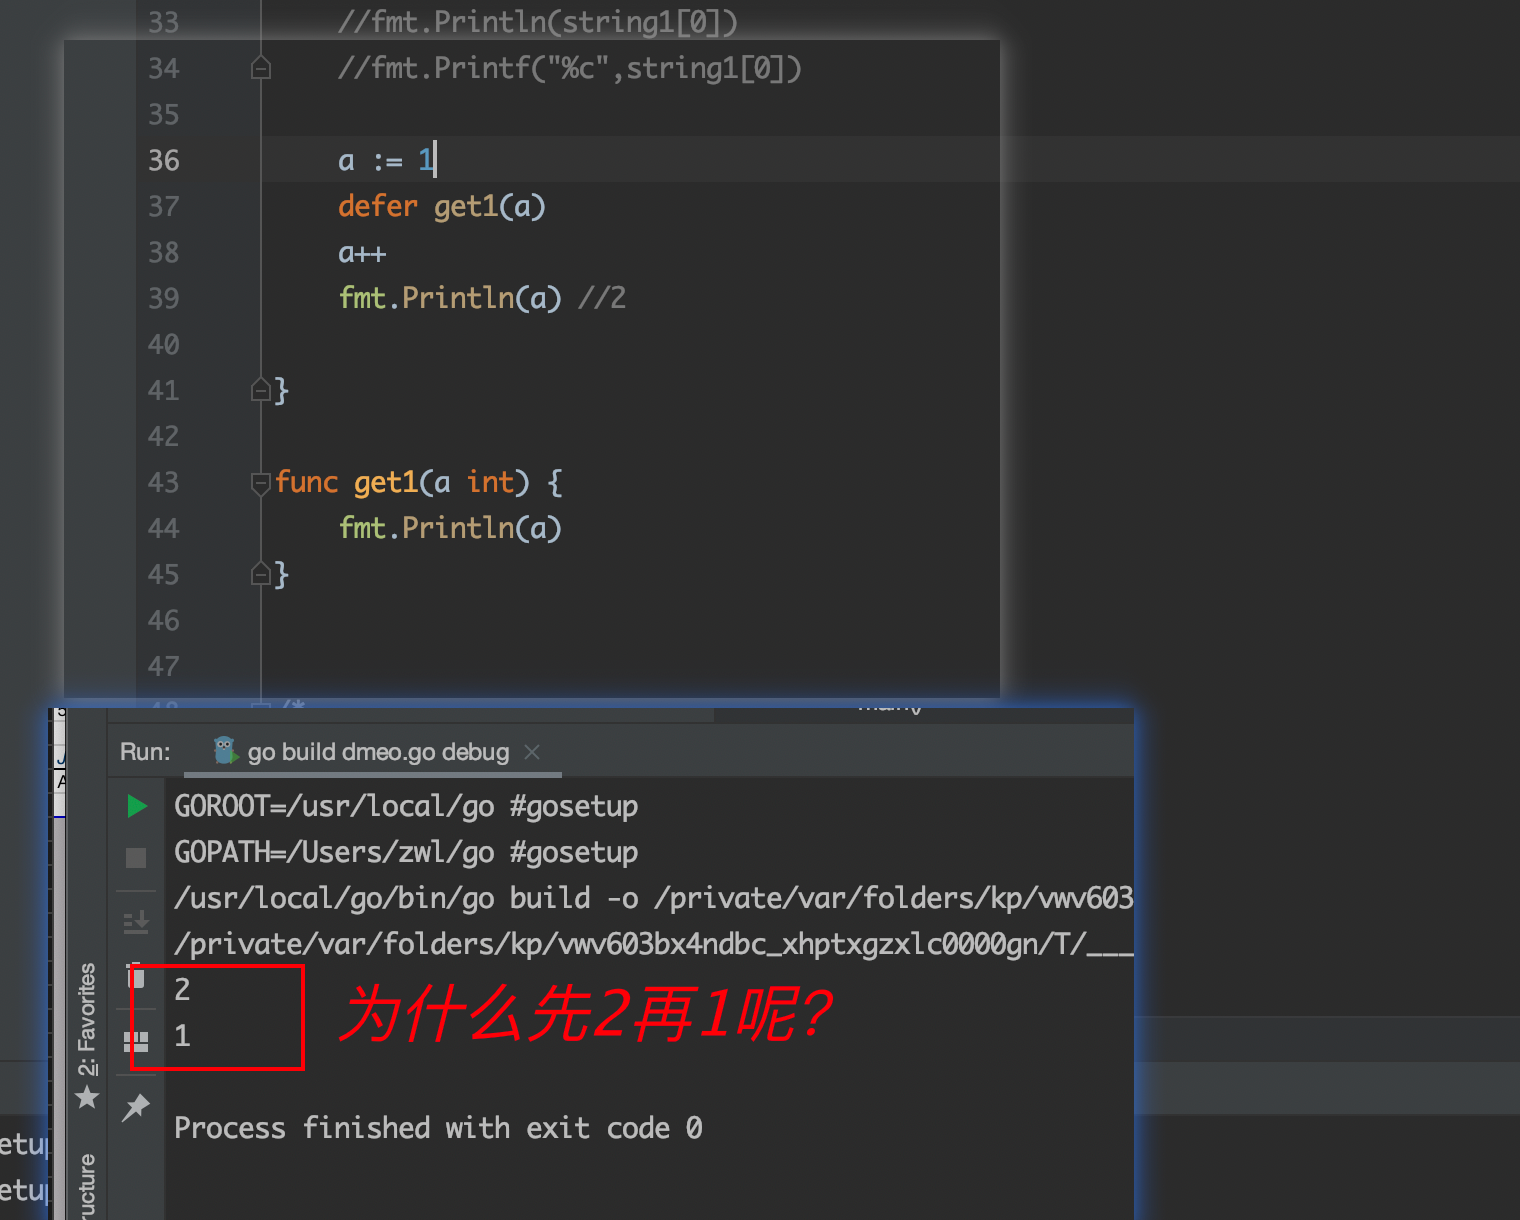 33 //fmt.Println(string1[0])
34 //fmt.Printf("%c",string1[0])
35
36 a := 1
37 defer get1(a)
38 a++
39 fmt.Println(a) //2
40
41 }
42
43 func get1(a int) {
44 fmt.Println(a)
45 }
46
47
Run: go build dmeo.go debug
GOROOT=/usr/local/go #gosetup
GOPATH=/Users/zwl/go #gosetup
/usr/local/go/bin/go build -o /private/var/folders/kp/vwv603
/private/var/folders/kp/vwv603bx4ndbc_xhptxgzxlc0000gn/T/___
2
1
为什么先2再1呢?
Process finished with exit code 0
2: Favorites
ructure
etup
etup